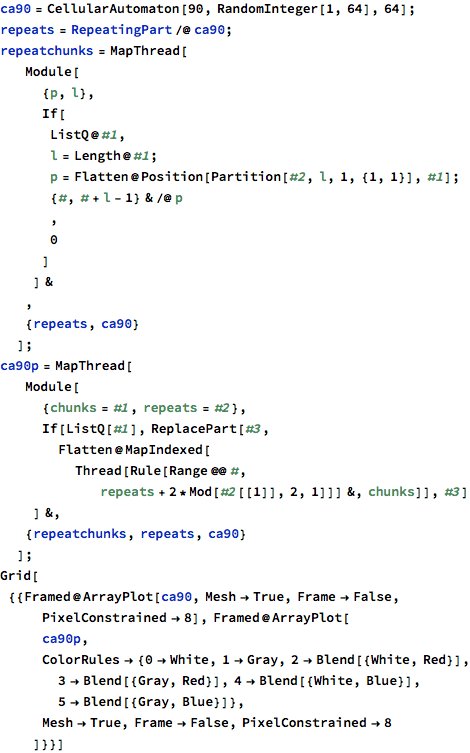 ca90 = CellularAutomaton[90, RandomInteger[1, 64], 64];
repeats = RepeatingPart /@ ca90;
repeatchunks = MapThread[
Module[
{p, l},
If[
ListQ@#1,
l = Length@#1;
p = Flatten@Position[Partition[#2, l, 1, {1, 1}], #1];
{#, # + l - 1} & /@ p
,
0
]
] &
,
{repeats, ca90}
];
ca90p = MapThread[
Module[
{chunks = #1, repeats = #2},
If[ListQ[#1], ReplacePart[#3,
Flatten@MapIndexed[
Thread[Rule[Range @@ #,
repeats + 2 * Mod[#2[[1]], 2, 1]]] &, chunks]], #3]
] &,
{repeatchunks, repeats, ca90}
];
Grid[
{{Framed@ArrayPlot[ca90, Mesh → True, Frame → False,
PixelConstrained → 8], Framed@ArrayPlot[
ca90p,
ColorRules → {0 → White, 1 → Gray, 2 → Blend[{White, Red}],
3 → Blend[{Gray, Red}], 4 → Blend[{White, Blue}],
5 → Blend[{Gray, Blue}]},
Mesh → True, Frame → False, PixelConstrained → 8
]}}]